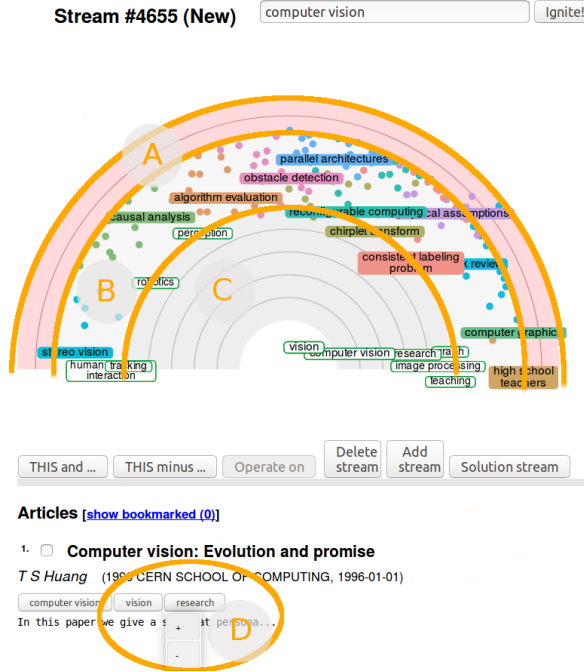 Stream #4655 (New)
computer vision
Ignite!
A
parallel architectures
obstacle detection
algorithm evaluation
reconfigurable computing
cal assumptions
causal analysis
chirplet transform
perception
consistent labeling
problem
k review
robotics
B
C
computer graphics
vision
stereo vision
computer vision
research
graph
human
tracking
interaction
image processing
high school
teachers
teaching
THIS and ...
THIS minus ...
Operate on
Delete
stream
Add
stream
Solution stream
Articles [show bookmarked (0)]
1. Computer vision: Evolution and promise
T S Huang (1996 CERN SCHOOL OF COMPUTING, 1996-01-01)
computer vision
vision
research
In this paper we give a s at persona...
+
D
-